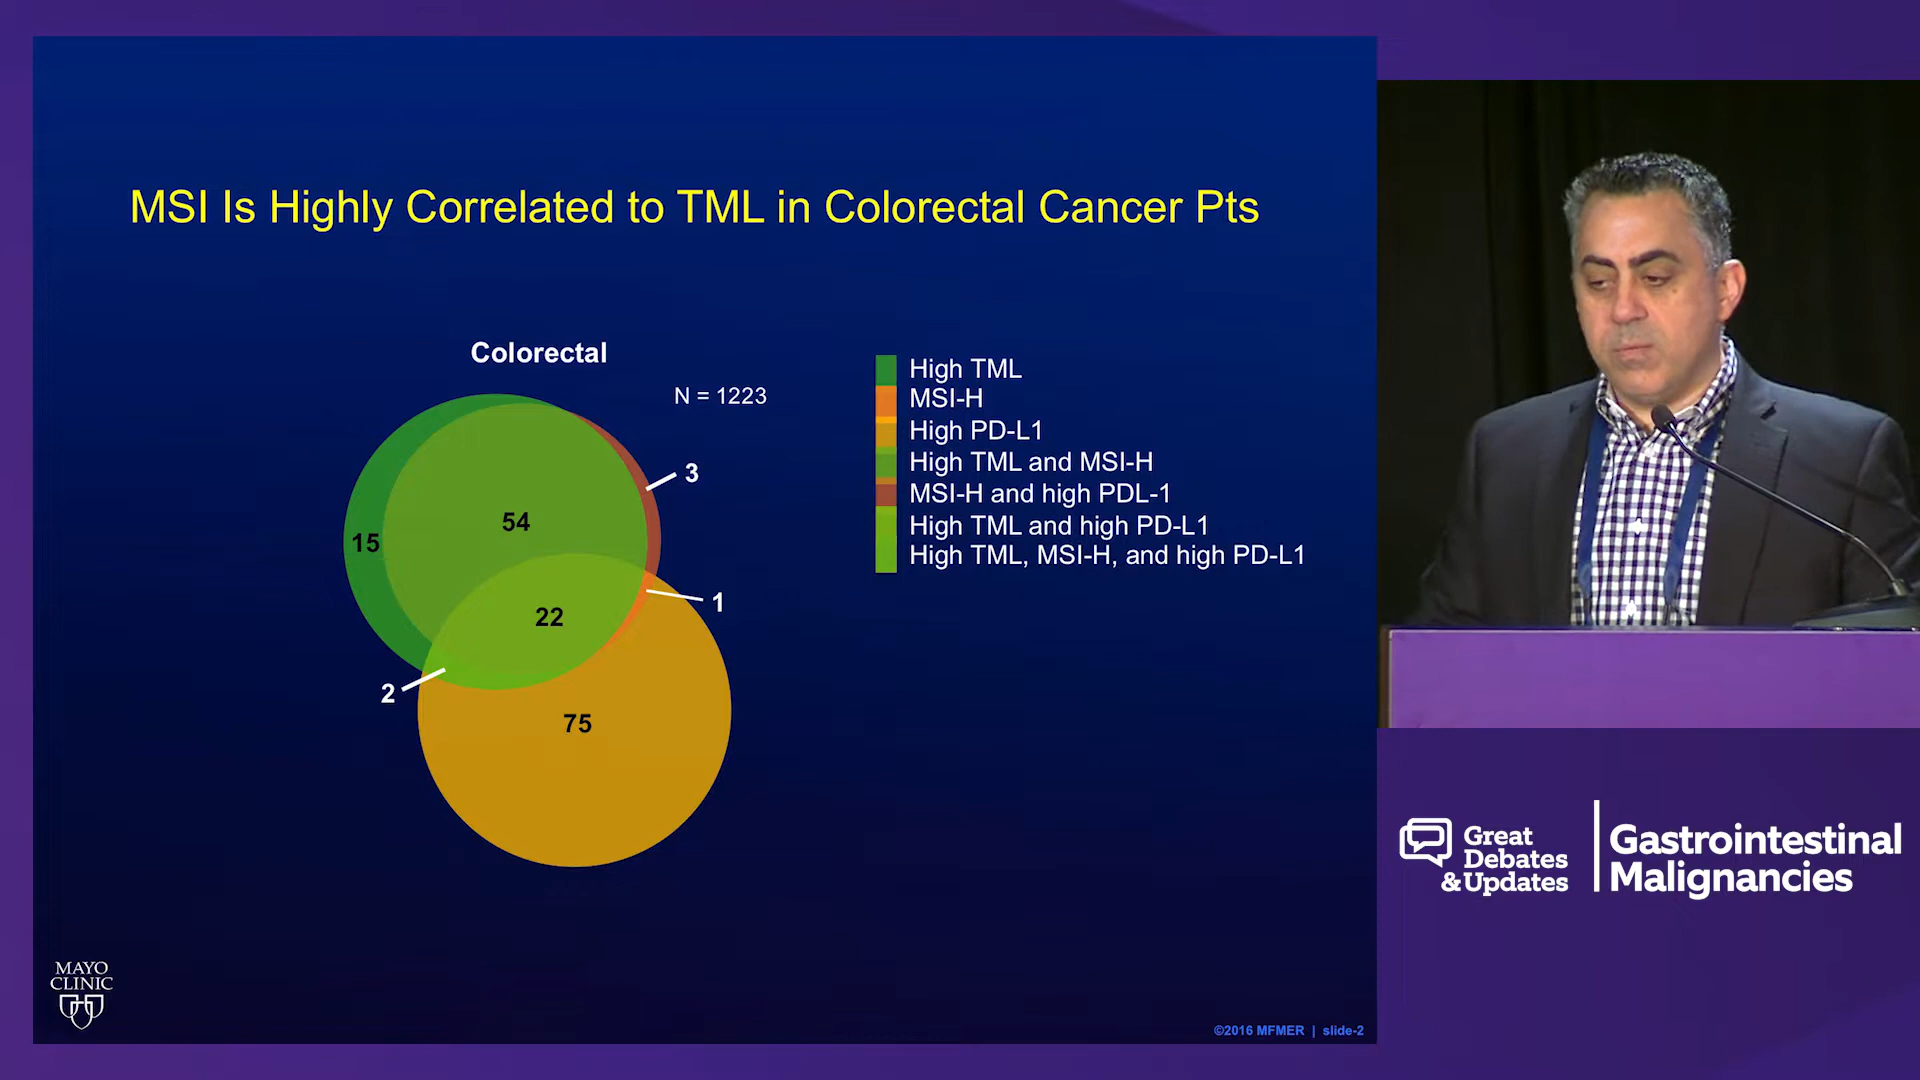 MSI Is Highly Correlated to TML in Colorectal Cancer Pts
Colorectal
N = 1223
3
54
15
1
22
2
75
High TML
MSI-H
High PD-L1
High TML and MSI-H
MSI-H and high PDL-1
High TML and high PD-L1
High TML, MSI-H, and high PD-L1
MAYO
CLINIC
©2016 MFMER | slide-2
Great
Debates
& Updates
Gastrointestinal
Malignancies